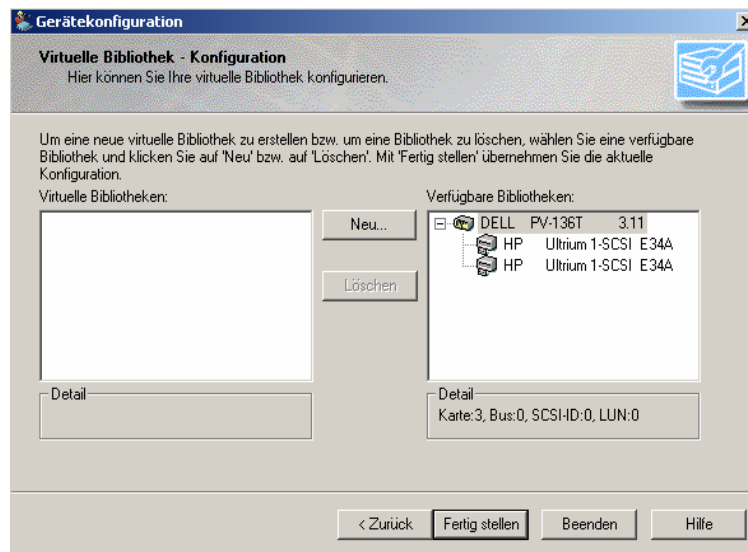 Gerätekonfiguration
Virtuelle Bibliothek - Konfiguration
Hier können Sie Ihre virtuelle Bibliothek konfigurieren.
Um eine neue virtuelle Bibliothek zu erstellen bzw. um eine Bibliothek zu löschen, wählen Sie eine verfügbare
Bibliothek und klicken Sie auf 'Neu' bzw. auf 'Löschen'. Mit 'Fertig stellen' übernehmen Sie die aktuelle
Konfiguration.
Virtuelle Bibliotheken:
Verfügbare Bibliotheken:
Neu...
Löschen
DELL PV-136T 3.11
HP Ultrium 1-SCSI E34A
HP Ultrium 1-SCSI E34A
Detail
Detail
Karte:3, Bus:0, SCSI-ID:0, LUN:0
< Zurück
Fertig stellen
Beenden
Hilfe